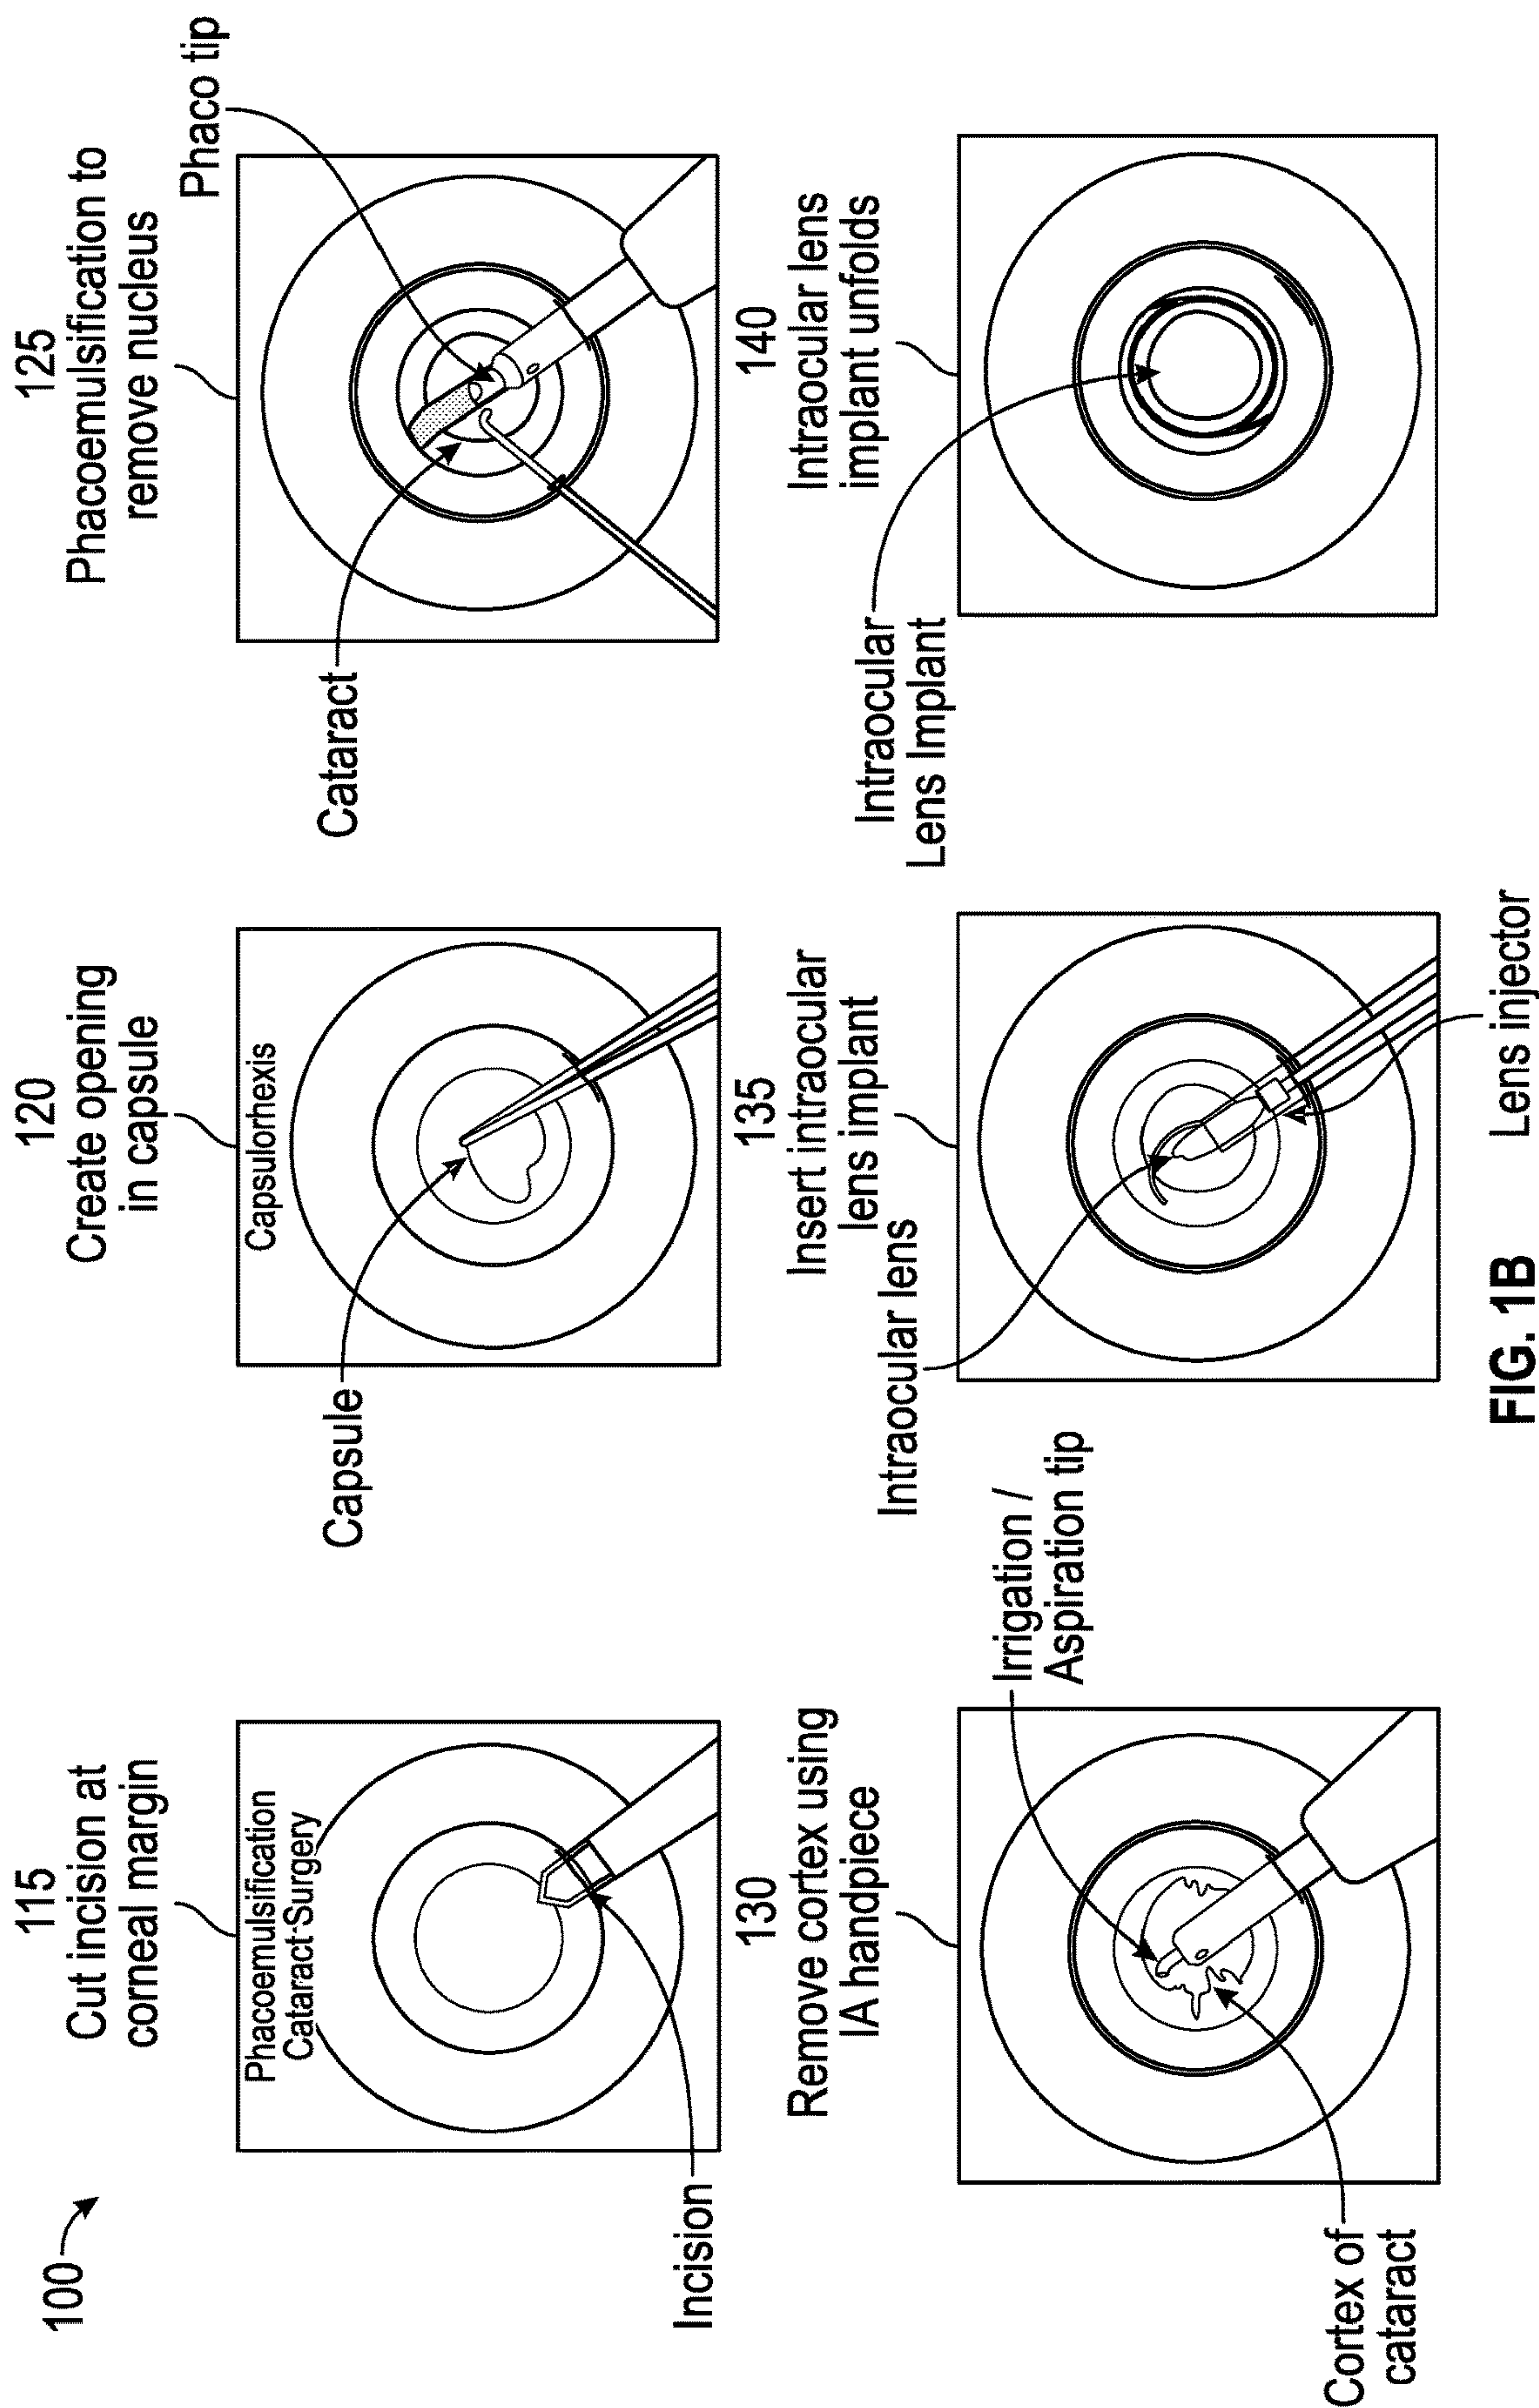 100
115
Cut incision at
corneal margin
Phacoemulsification
Cataract Surgery
Incision
120
Create opening
in capsule
Capsulorhexis
Capsule
125
Phacoemulsification to
remove nucleus
Phaco tip
Cataract
130
Remove cortex using
IA handpiece
Irrigation /
Aspiration tip
Cortex of
cataract
135
Insert intraocular
lens implant
Intraocular lens
Lens injector
140
Intraocular lens
implant unfolds
Intraocular
Lens Implant
FIG. 1B